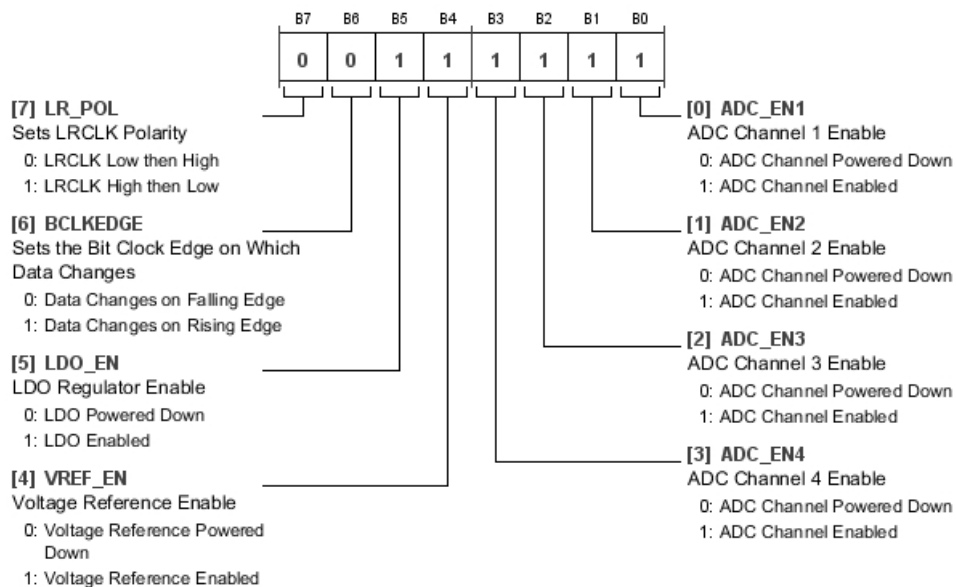 B7 B6 B5 B4 B3 B2 B1 B0
0 0 1 1 1 1 1 1
[7] LR_POL
Sets LRCLK Polarity
0: LRCLK Low then High
1: LRCLK High then Low
[6] BCLKEDGE
Sets the Bit Clock Edge on Which
Data Changes
0: Data Changes on Falling Edge
1: Data Changes on Rising Edge
[5] LDO_EN
LDO Regulator Enable
0: LDO Powered Down
1: LDO Enabled
[4] VREF_EN
Voltage Reference Enable
0: Voltage Reference Powered
Down
1: Voltage Reference Enabled
[0] ADC_EN1
ADC Channel 1 Enable
0: ADC Channel Powered Down
1: ADC Channel Enabled
[1] ADC_EN2
ADC Channel 2 Enable
0: ADC Channel Powered Down
1: ADC Channel Enabled
[2] ADC_EN3
ADC Channel 3 Enable
0: ADC Channel Powered Down
1: ADC Channel Enabled
[3] ADC_EN4
ADC Channel 4 Enable
0: ADC Channel Powered Down
1: ADC Channel Enabled